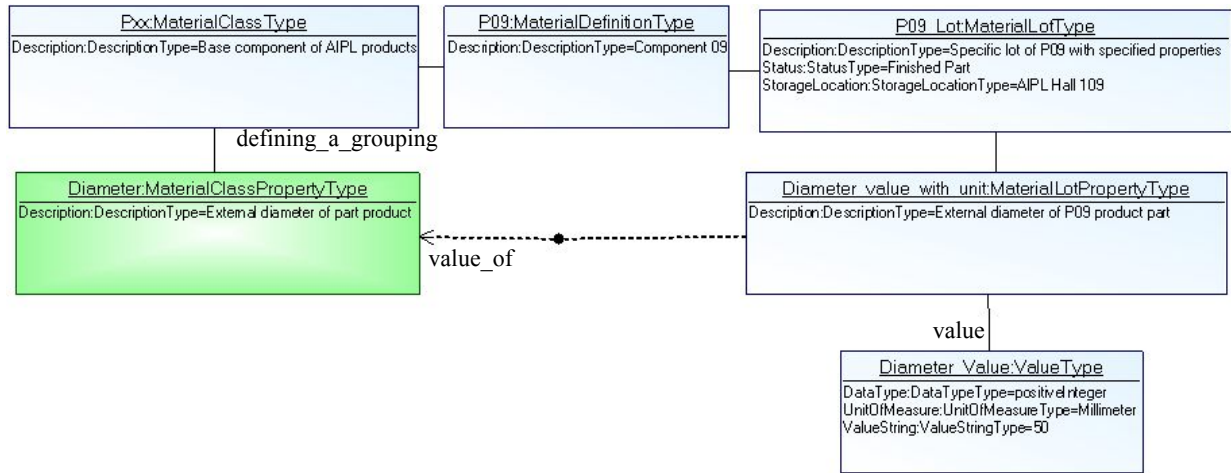 Pxx:MaterialClassType
Description:DescriptionType=Base component of AIPL products
P09:MaterialDefinitionType
Description:DescriptionType=Component 09
P09_Lot:MaterialLotType
Description:DescriptionType=Specific lot of P09 with specified properties
Status:StatusType=Finished Part
StorageLocation:StorageLocationType=AIPL Hall 109
defining_a_grouping
Diameter:MaterialClassPropertyType
Description:DescriptionType=External diameter of part product
value_of
Diameter_value_with_unit:MaterialLotPropertyType
Description:DescriptionType=External diameter of P09 product part
value
Diameter_Value:ValueType
DataType:DataTypeType=positiveInteger
UnitOfMeasure:UnitOfMeasureType=Millimeter
ValueString:ValueStringType=50